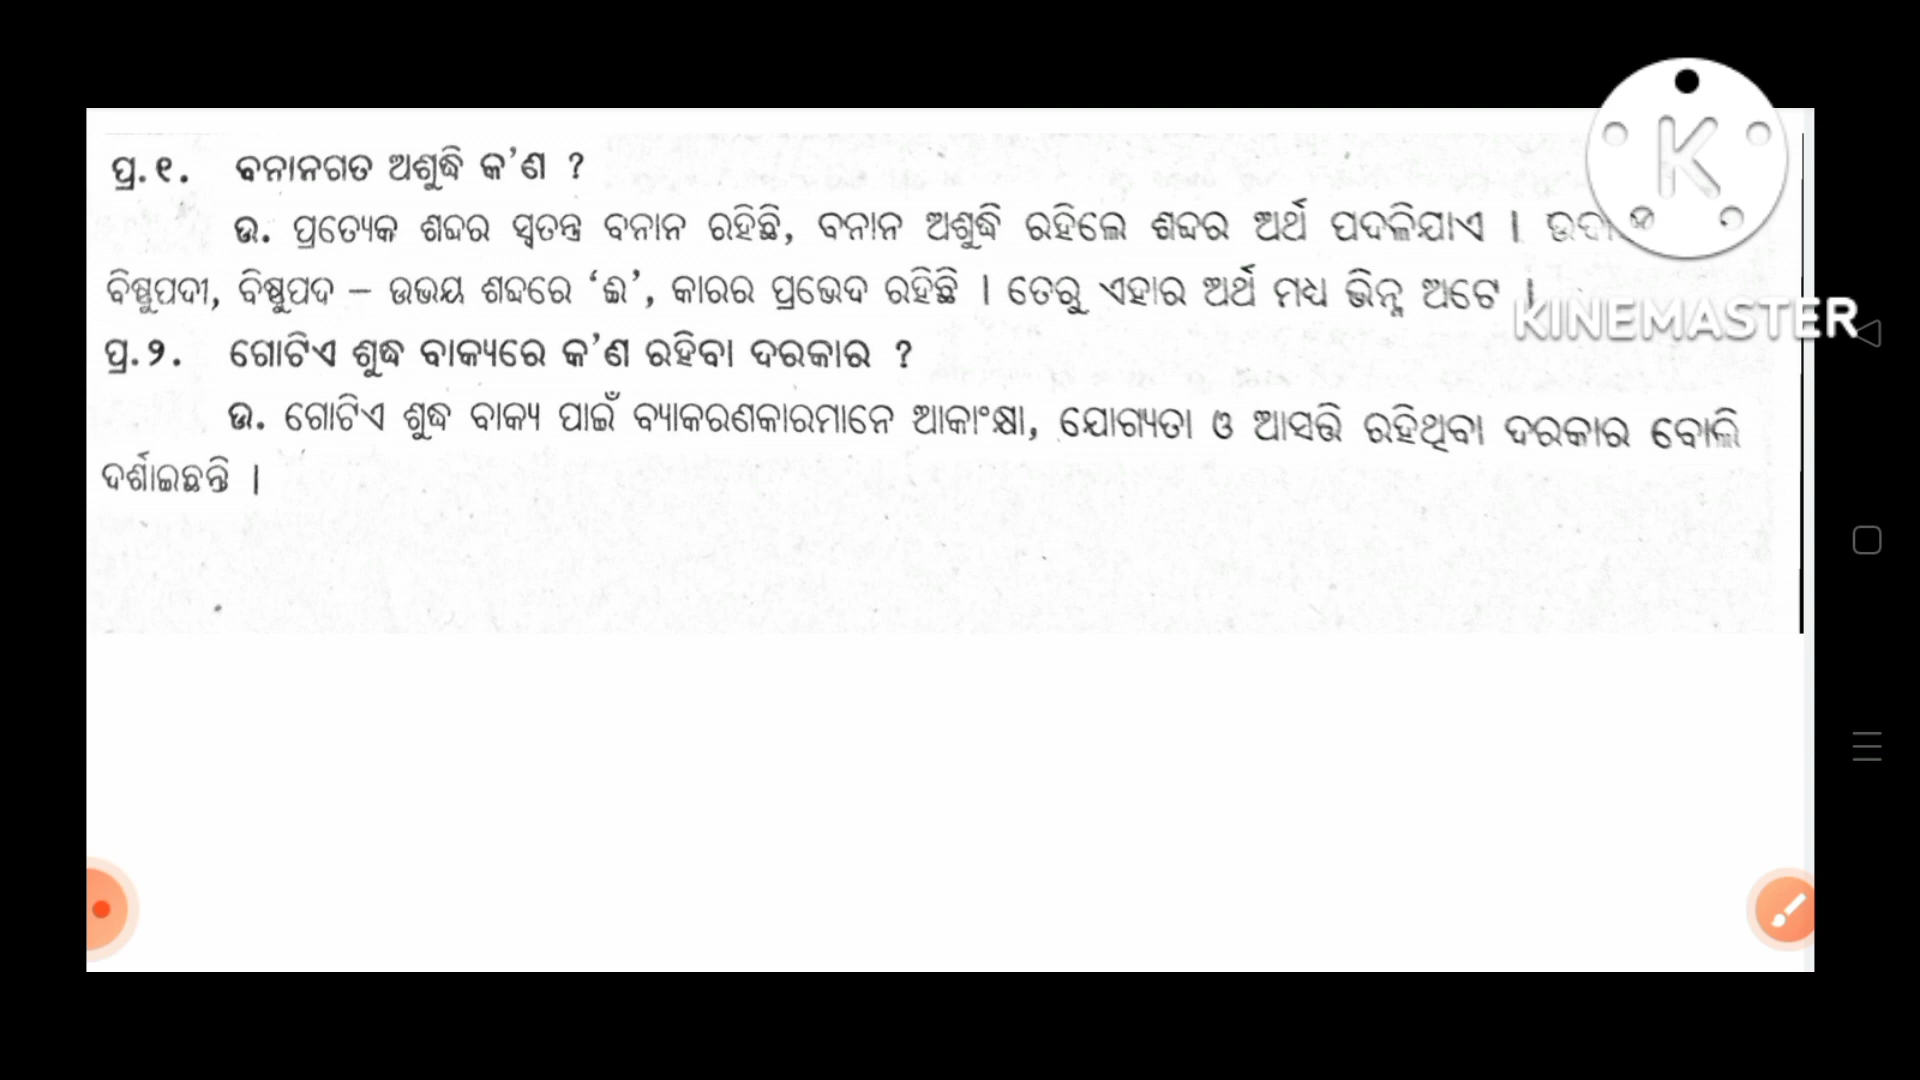 ପ୍ର.୧. ବନାନଗତ ଅଶୁଦ୍ଧି କ’ଣ ?
ଉ. ପ୍ରତ୍ୟେକ ଶବ୍ଦର ସ୍ୱତନ୍ତ୍ର ବନାନ ରହିଛି, ବନାନ ଅଶୁଦ୍ଧି ରହିଲେ ଶବ୍ଦର ଅର୍ଥ ପଦଳିଯାଏ ।
ବିଷ୍ଣୁପଦୀ, ବିଷ୍ଣୁପଦ – ଉଭୟ ଶବ୍ଦରେ ‘ଈ’, କାରର ପ୍ରଭେଦ ରହିଛି । ତେଣୁ ଏହାର ଅର୍ଥ ମଧ୍ୟ ଭିନ୍ନ ଅଟେ ।
ପ୍ର.୨. ଗୋଟିଏ ଶୁଦ୍ଧ ବାକ୍ୟରେ କ’ଣ ରହିବା ଦରକାର ?
ଉ. ଗୋଟିଏ ଶୁଦ୍ଧ ବାକ୍ୟ ପାଇଁ ବ୍ୟାକରଣକାରମାନେ ଆକାଂକ୍ଷା, ଯୋଗ୍ୟତା ଓ ଆସତ୍ତି ରହିଥିବା ଦରକାର ବୋଲି
ଦର୍ଶାଇଛନ୍ତି ।
K
KINEMASTER